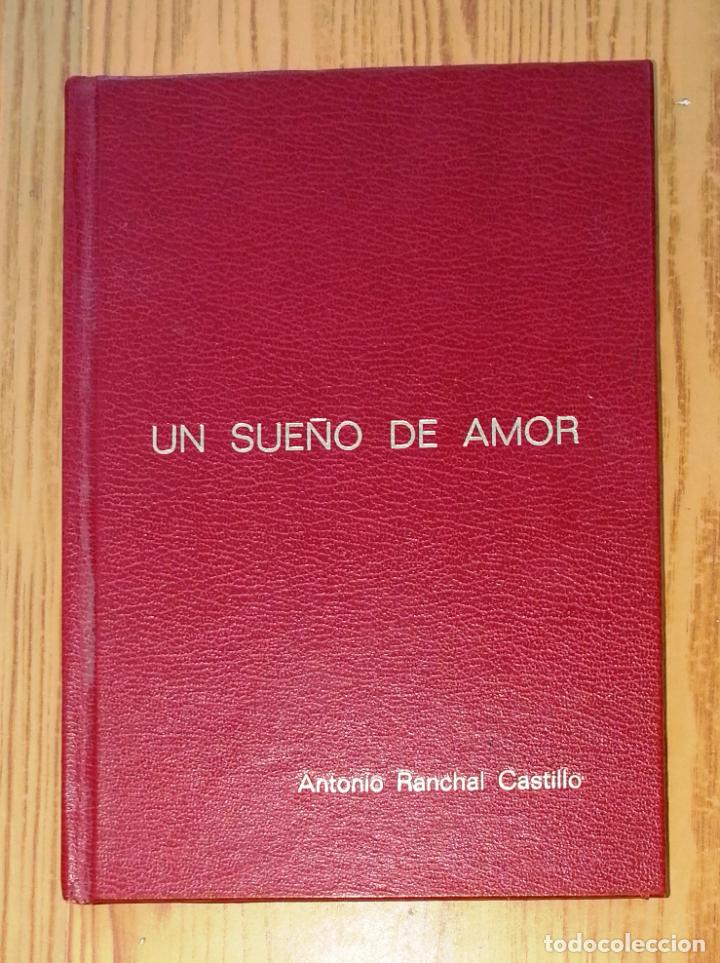 UN SUEÑO DE AMOR
Antonio Ranchal Castillo
todocoleccion